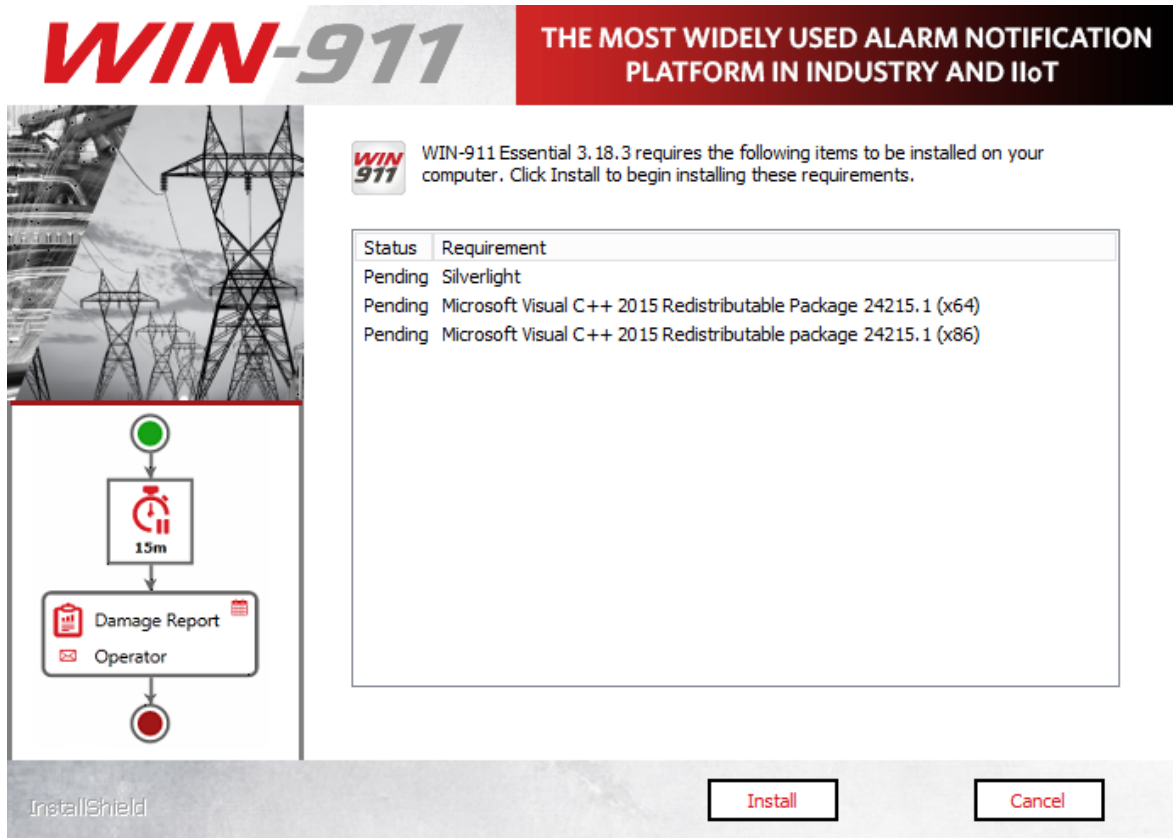 WIN-911
THE MOST WIDELY USED ALARM NOTIFICATION
PLATFORM IN INDUSTRY AND IIoT
WIN
911
WIN-911 Essential 3.18.3 requires the following items to be installed on your
computer. Click Install to begin installing these requirements.
Status Requirement
Pending Silverlight
Pending Microsoft Visual C++ 2015 Redistributable Package 24215.1 (x64)
Pending Microsoft Visual C++ 2015 Redistributable package 24215.1 (x86)
15m
Damage Report
Operator
InstallShield
Install
Cancel